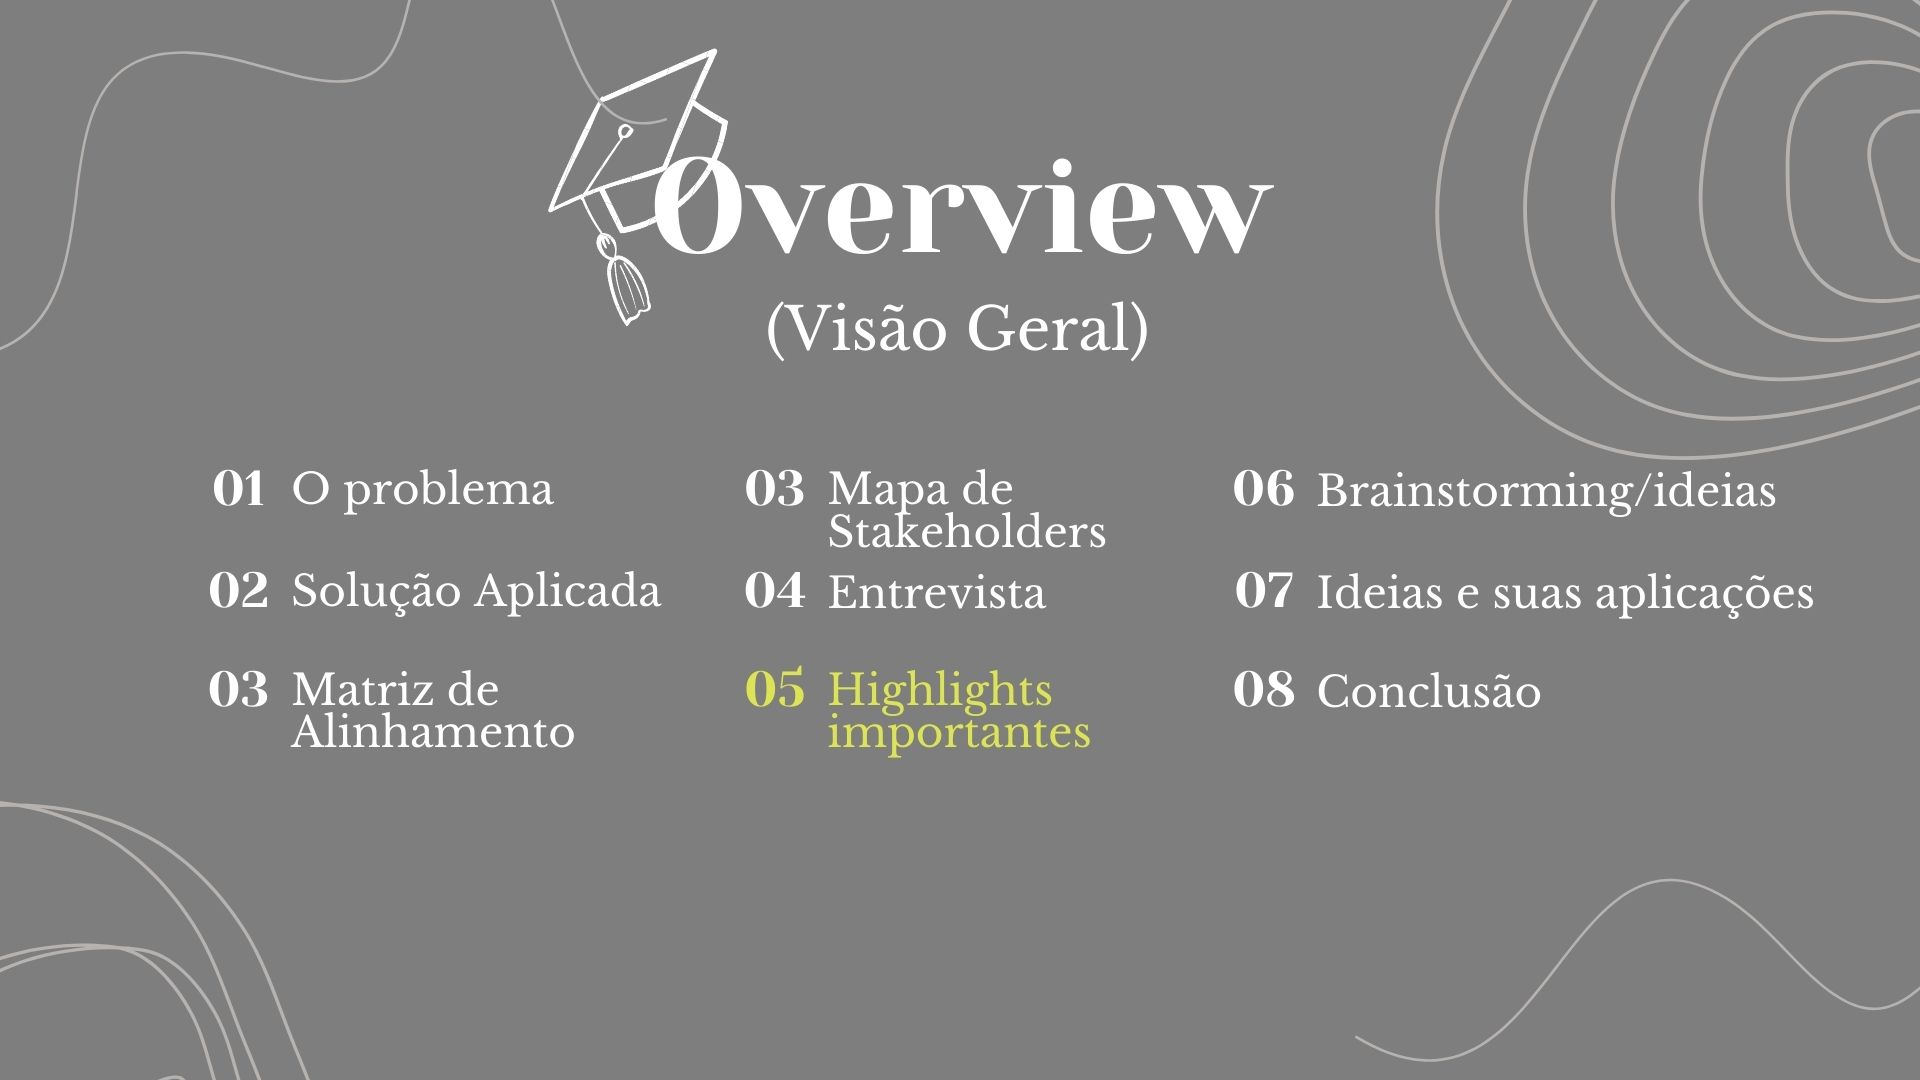 Overview
(Visão Geral)
01 O problema
02 Solução Aplicada
03 Matriz de
Alinhamento
03 Mapa de
Stakeholders
04 Entrevista
05 Highlights
importantes
06 Brainstorming/ideias
07 Ideias e suas aplicações
08 Conclusão